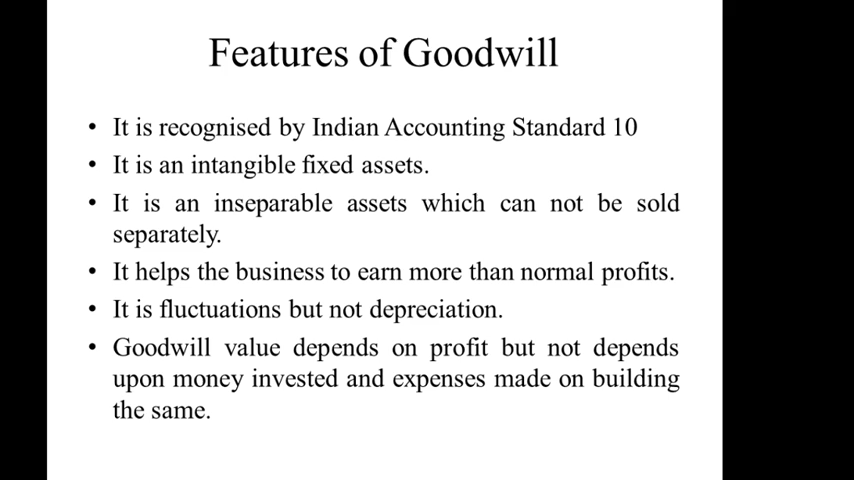 Features of Goodwill
• It is recognised by Indian Accounting Standard 10
• It is an intangible fixed assets.
• It is an inseparable assets which can not be sold
separately.
• It helps the business to earn more than normal profits.
• It is fluctuations but not depreciation.
• Goodwill value depends on profit but not depends
upon money invested and expenses made on building
the same.